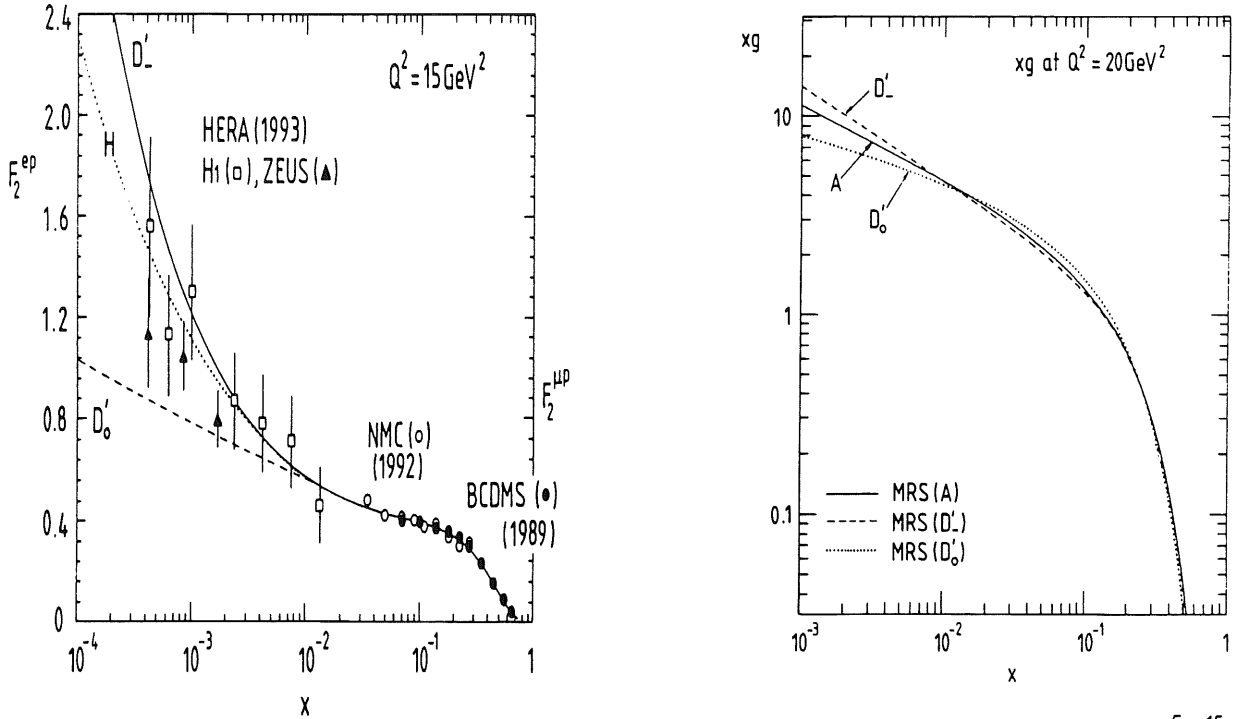 2.4
2.0
1.6
1.2
0.8
0.4
0
F₂ᵉᵖ
D'₋
H
D'₀
Q² = 15 GeV²
HERA (1993)
H1 (□), ZEUS (▲)
NMC (o)
(1992)
BCDMS (●)
(1989)
F₂^μp
10⁻⁴ 10⁻³ 10⁻² 10⁻¹ 1
x
xg
xg at Q² = 20 GeV²
10
1
0.1
D'₋
A
D'₀
MRS (A)
MRS (D'₋)
MRS (D'₀)
10⁻³ 10⁻² 10⁻¹ 1
x